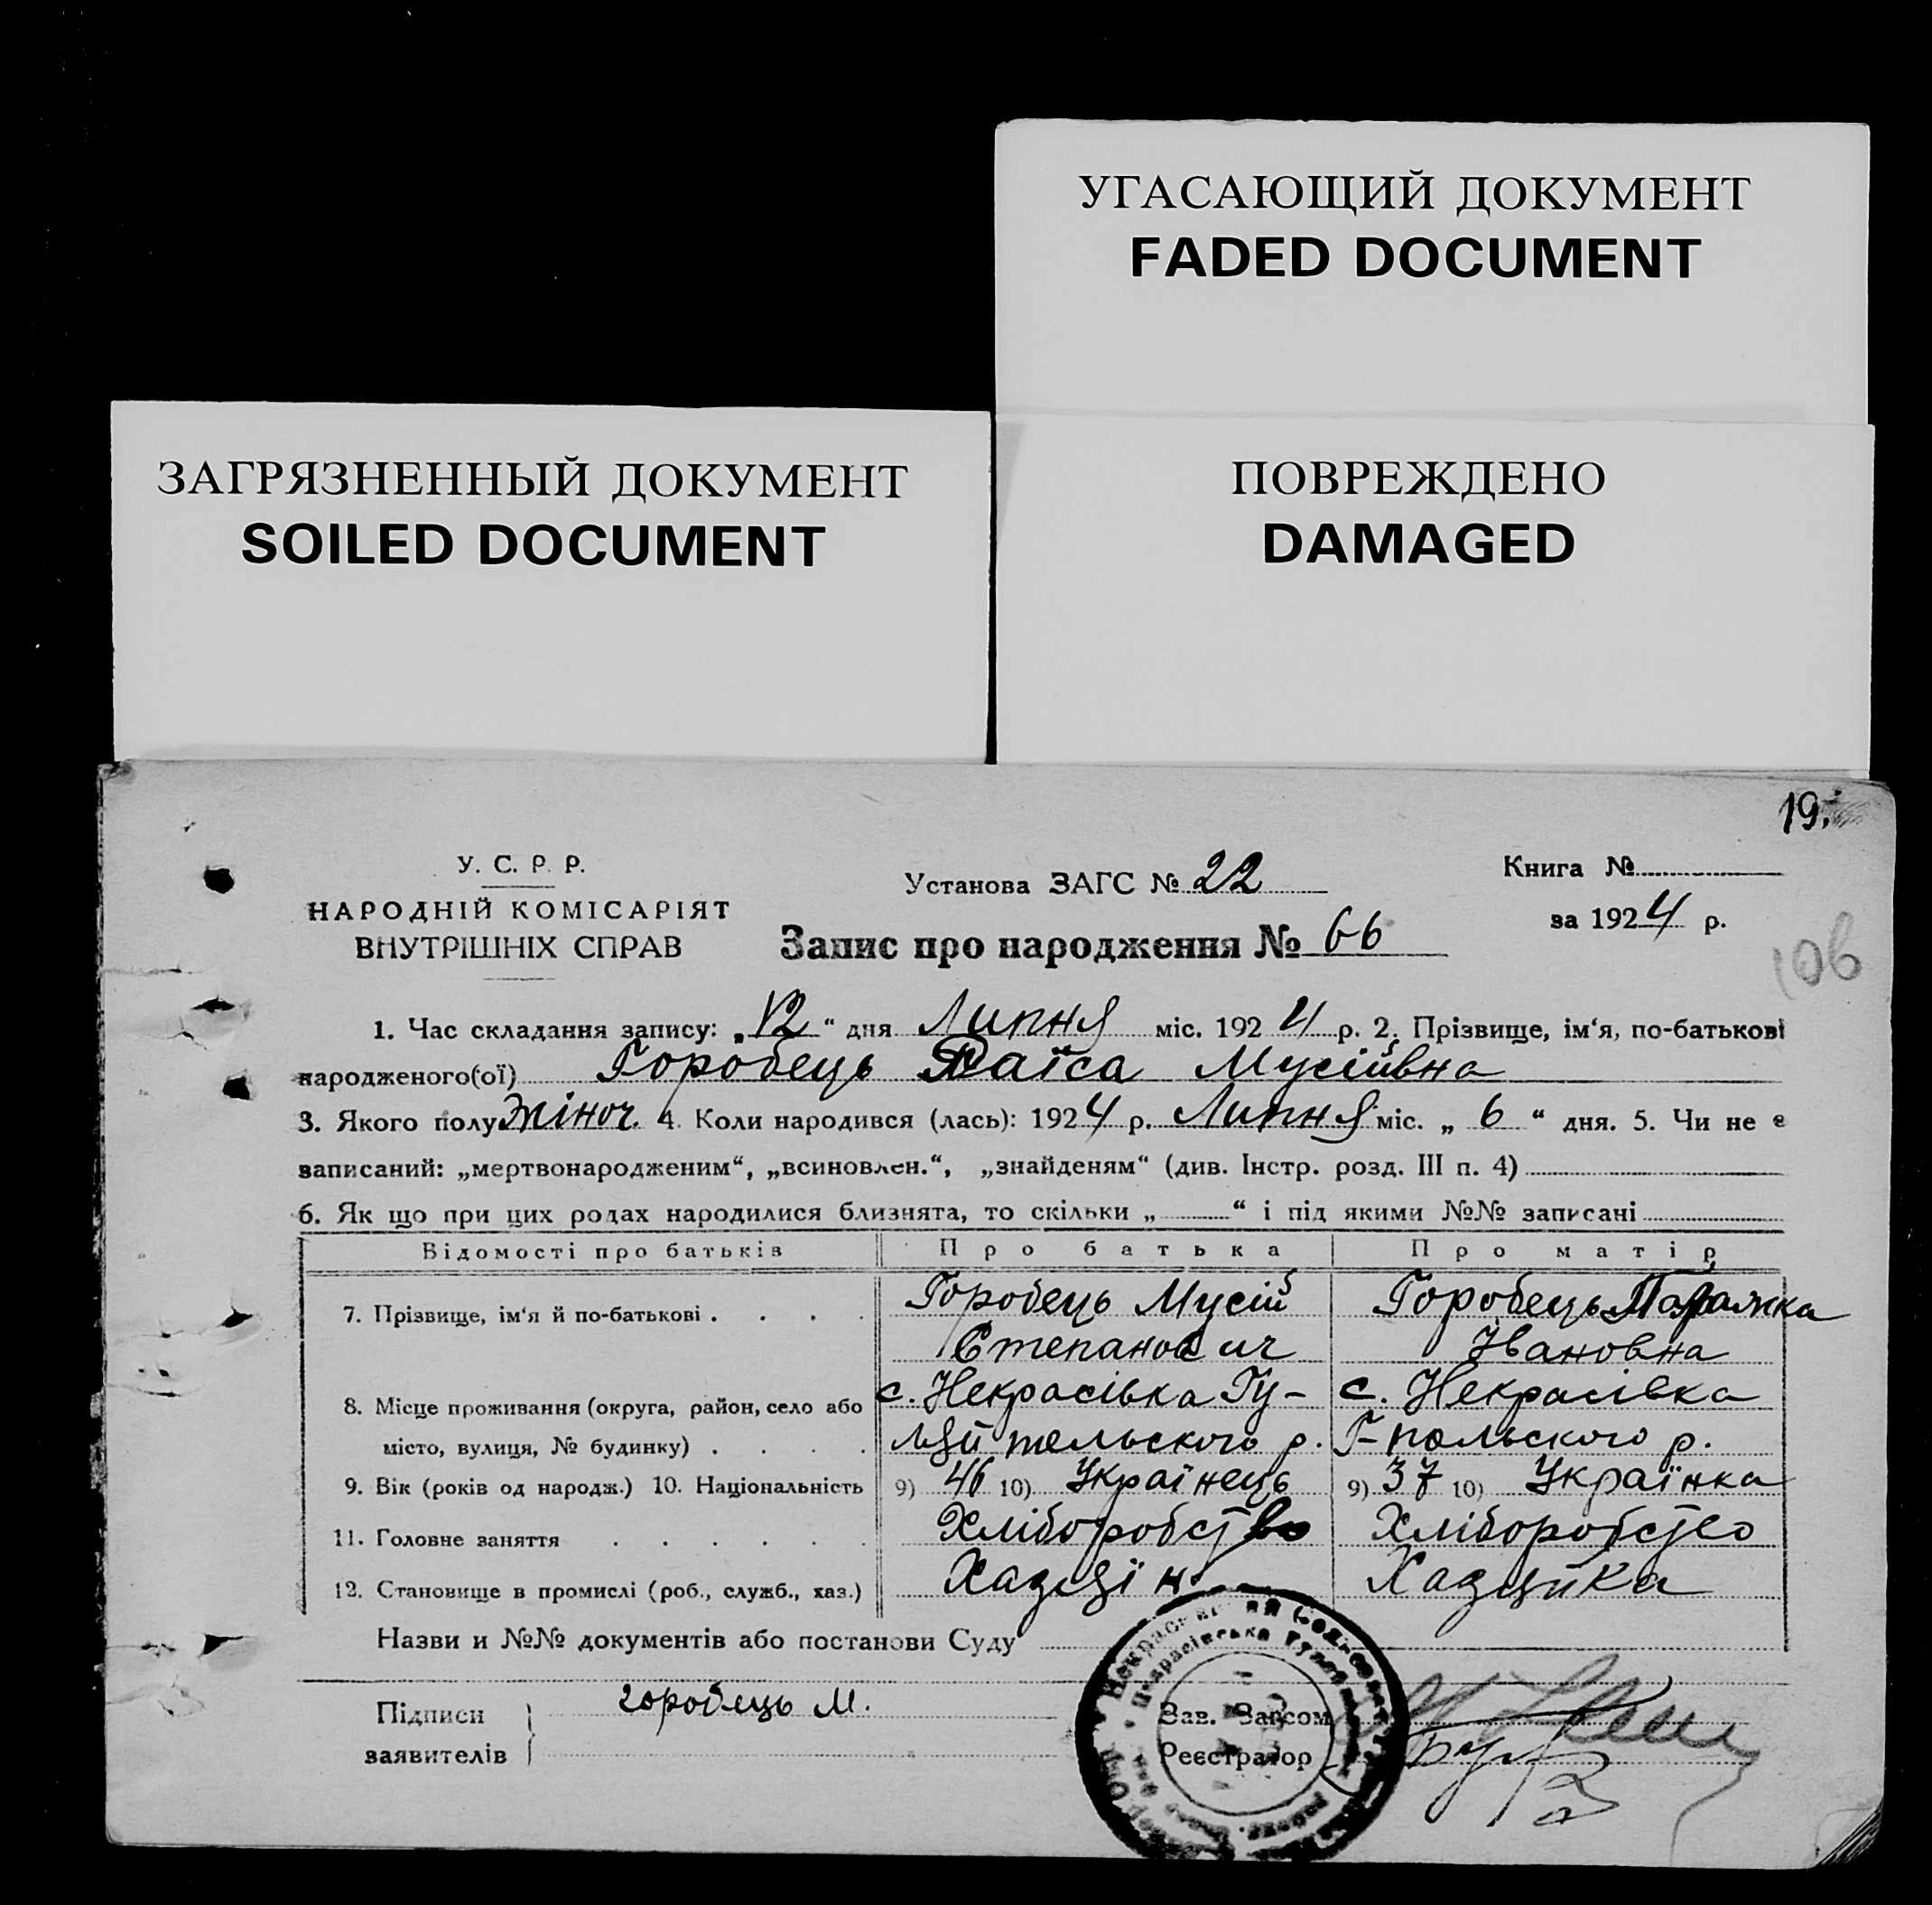 УГАСАЮЩИЙ ДОКУМЕНТ
FADED DOCUMENT
ЗАГРЯЗНЕННЫЙ ДОКУМЕНТ
SOILED DOCUMENT
ПОВРЕЖДЕНО
DAMAGED
19.
У. С. Р. Р.
НАРОДНІЙ КОМІСАРІЯТ
ВНУТРІШНІХ СПРАВ
Установа ЗАГС № 22
Книга №
за 1924 р.
Запис про народження № 66
106
1. Час складання запису: „12“ дня Липня міс. 1924 р. 2. Прізвище, ім‘я, по-батькові
народженого(ої) Горобець Раїса Мусіївна
3. Якого полу Жіноч. 4. Коли народився (лась): 1924 р. Липня міс. „ 6 “ дня. 5. Чи не є
записаний: „мертвонародженим“, „всиновлен.“, „знайденям“ (див. Інстр. розд. III п. 4)
6. Як що при цих родах народилися близнята, то скільки „ “ і під якими №№ записані
Відомості про батьків Про батька Про матір
7. Прізвище, ім‘я й по-батькові . . . . Горобець Мусій Горобець Паражка
Степанович Івановна
8. Місце проживання (округа, район, село або с. Некрасівка Гу- с. Некрасівка
місто, вулиця, № будинку) . . . . р. Г-польского р.
9. Вік (років од народж.) 10. Національність 9) 46 10) Українець 9) 37 10) Українка
11. Головне заняття . . . . . . Хліборобство Хліборобство
12. Становище в промислі (роб., служб., хаз.) Хазяїн Хазяйка
Назви и №№ документів або постанови Суду
Підписи
заявителів
горобець М.
Зав. Загсом
Реєстратор